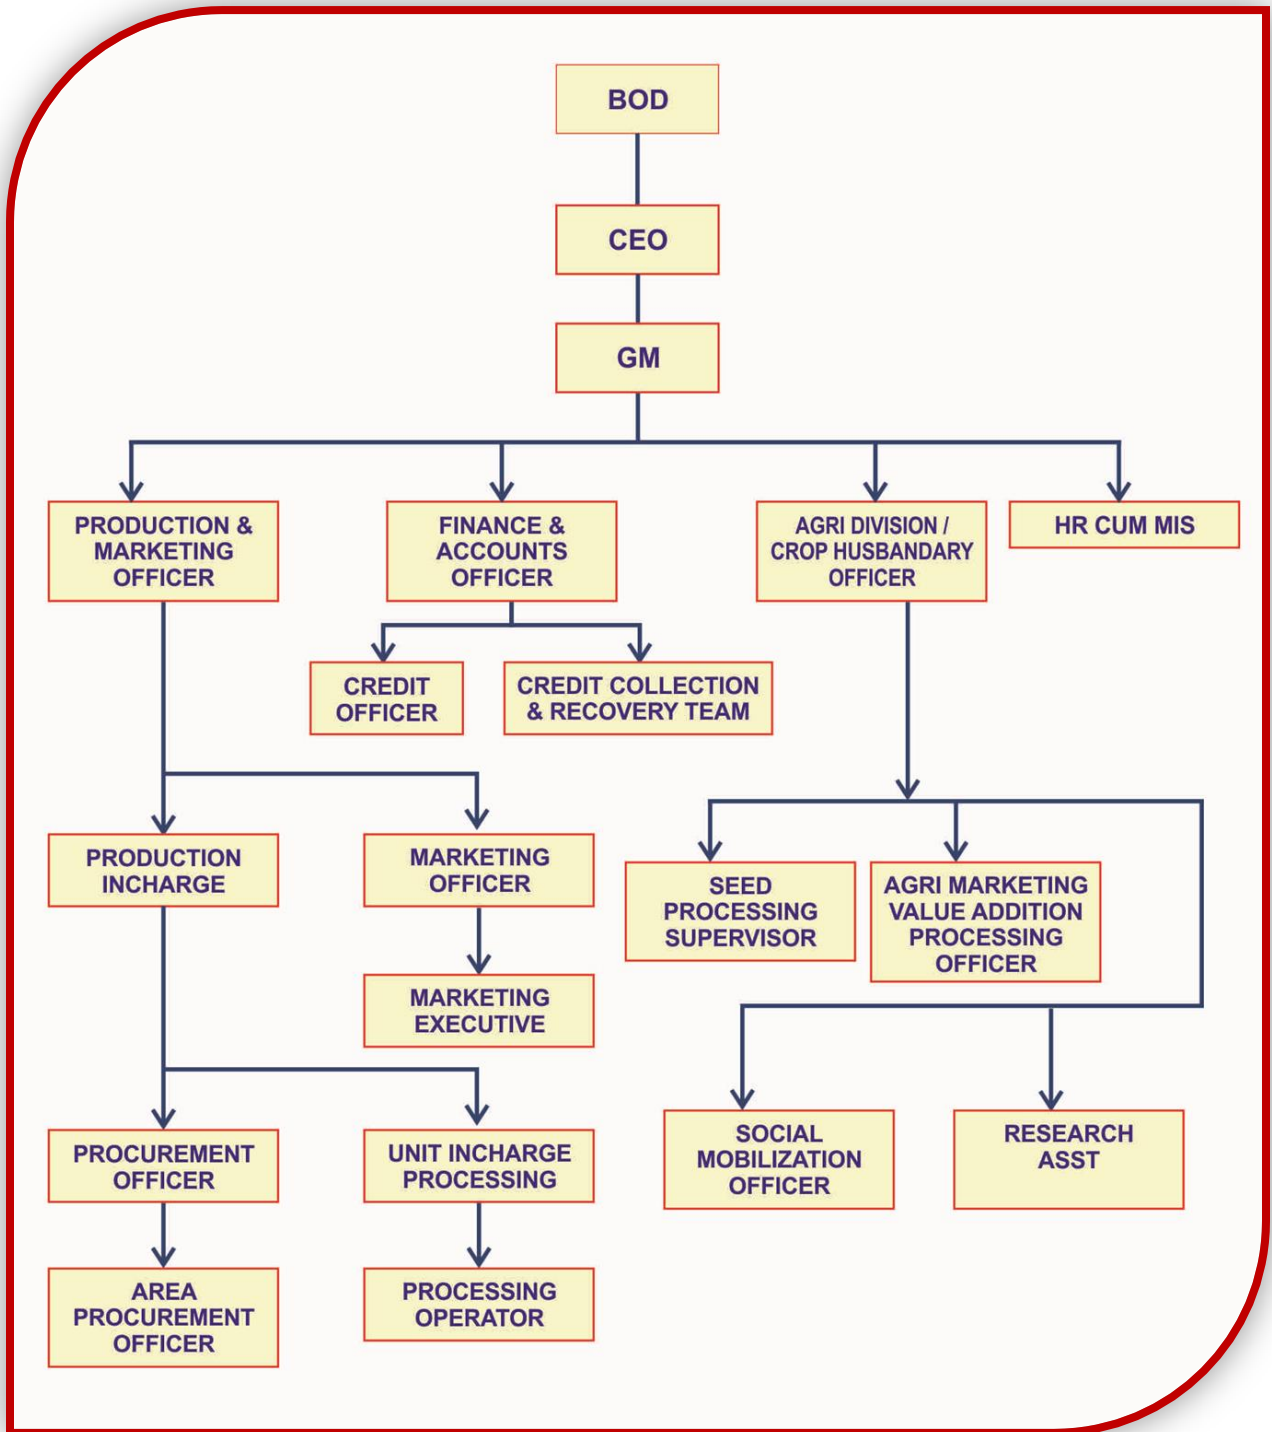 BOD
CEO
GM
PRODUCTION &
MARKETING
OFFICER
FINANCE &
ACCOUNTS
OFFICER
AGRI DIVISION /
CROP HUSBANDARY
OFFICER
HR CUM MIS
CREDIT
OFFICER
CREDIT COLLECTION
& RECOVERY TEAM
PRODUCTION
INCHARGE
MARKETING
OFFICER
SEED
PROCESSING
SUPERVISOR
AGRI MARKETING
VALUE ADDITION
PROCESSING
OFFICER
MARKETING
EXECUTIVE
PROCUREMENT
OFFICER
UNIT INCHARGE
PROCESSING
SOCIAL
MOBILIZATION
OFFICER
RESEARCH
ASST
AREA
PROCUREMENT
OFFICER
PROCESSING
OPERATOR